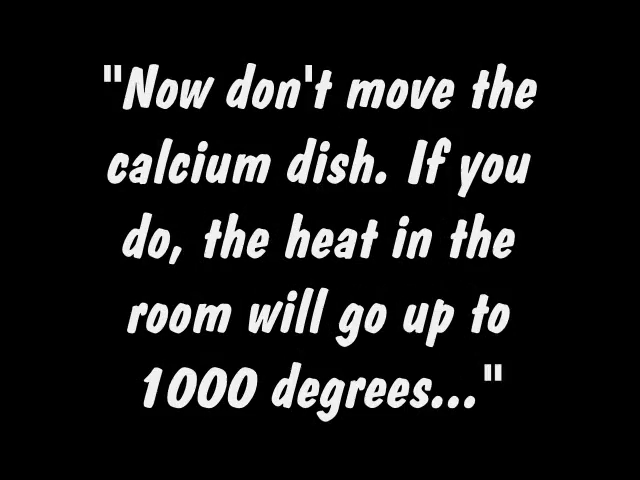 "Now don't move the
calcium dish. If you
do, the heat in the
room will go up to
1000 degrees..."